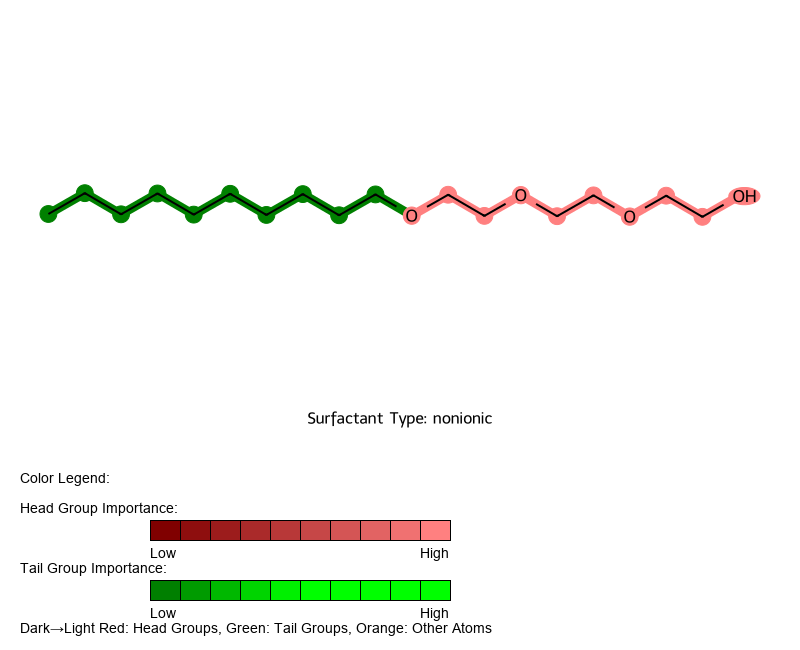 O O O OH
Surfactant Type: nonionic
Color Legend:
Head Group Importance:
Low High
Tail Group Importance:
Low High
Dark→Light Red: Head Groups, Green: Tail Groups, Orange: Other Atoms